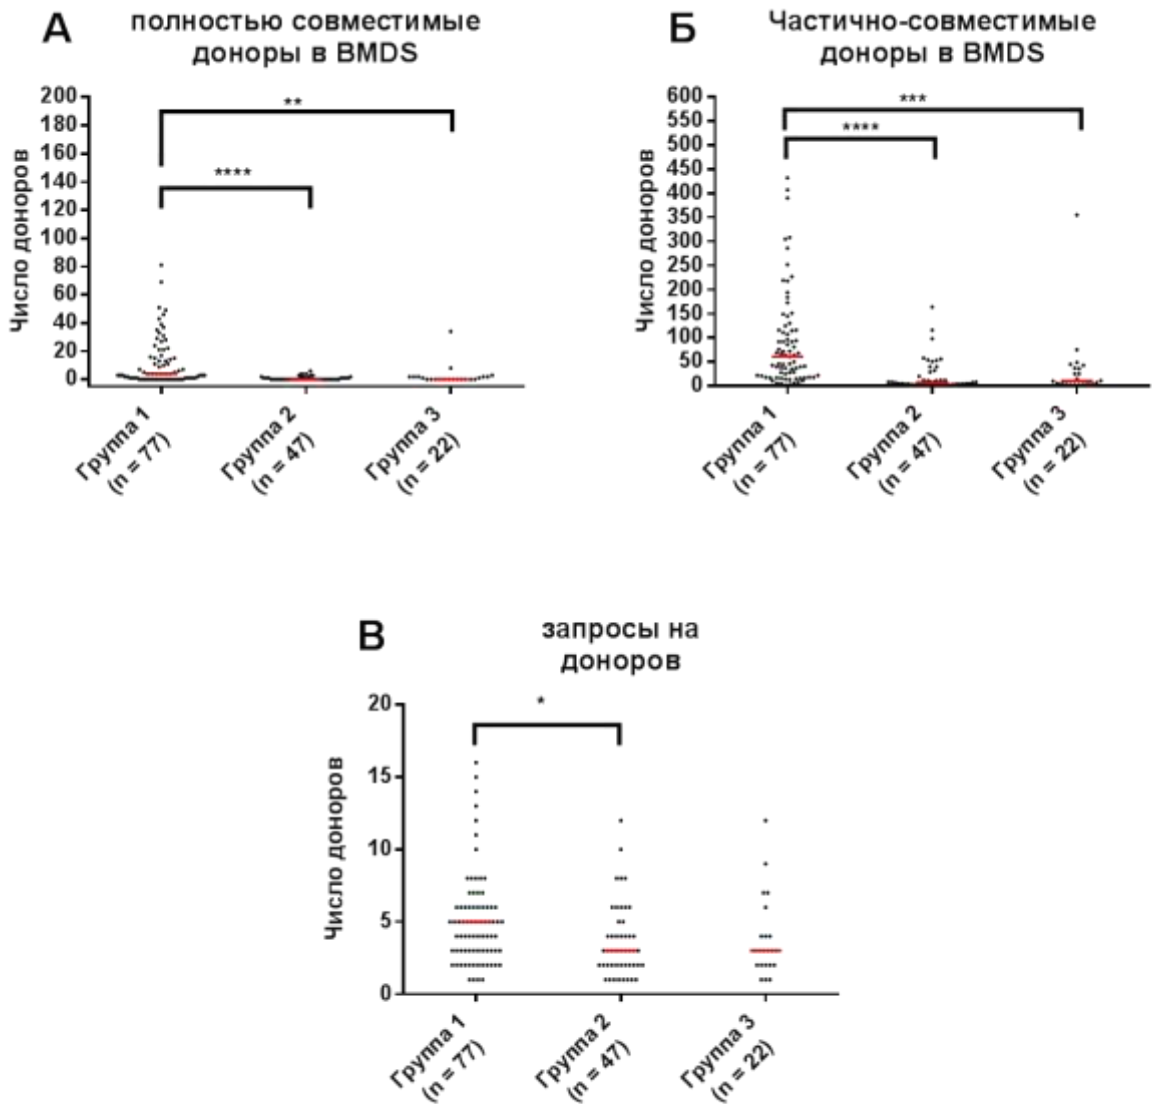 А
полностью совместимые
доноры в BMDS
Число доноров
200
180
160
140
120
100
80
60
40
20
0
**
****
Группа 1
(n = 77)
Группа 2
(n = 47)
Группа 3
(n = 22)
Б
Частично-совместимые
доноры в BMDS
Число доноров
600
550
500
450
400
350
300
250
200
150
100
50
0
***
****
Группа 1
(n = 77)
Группа 2
(n = 47)
Группа 3
(n = 22)
В
запросы на
доноров
Число доноров
20
15
10
5
0
*
Группа 1
(n = 77)
Группа 2
(n = 47)
Группа 3
(n = 22)